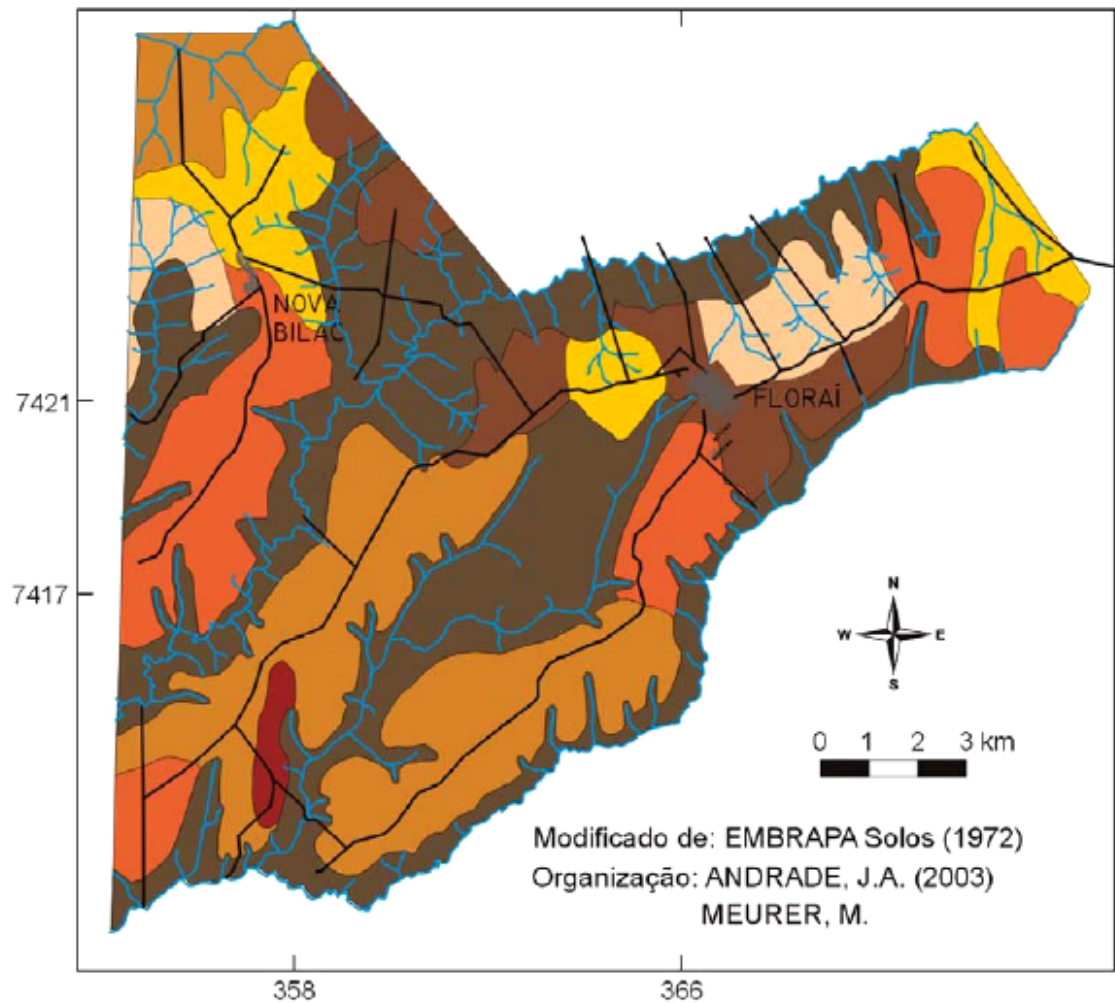 NOVA
BILAC
7421
FLORAÍ
7417
N
W E
S
0 1 2 3 km
Modificado de: EMBRAPA Solos (1972)
Organização: ANDRADE, J.A. (2003)
MEURER, M.
358 366